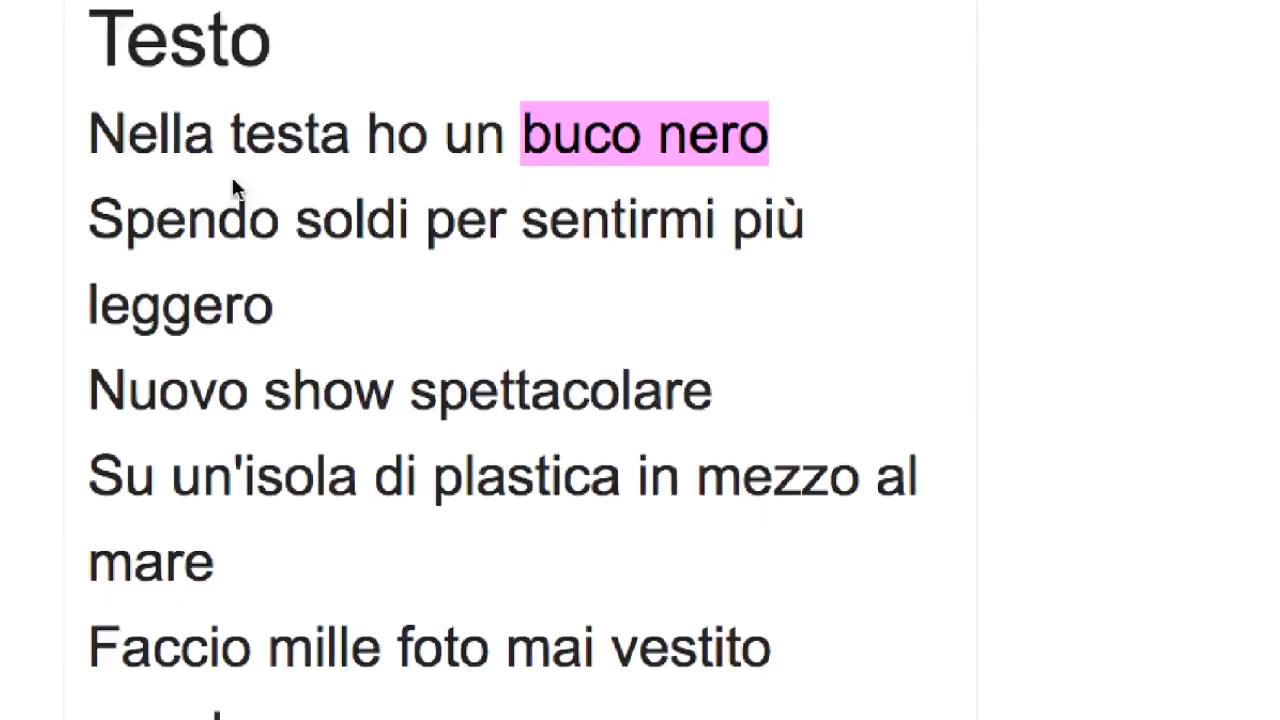 Testo
Nella testa ho un buco nero
Spendo soldi per sentirmi più
leggero
Nuovo show spettacolare
Su un'isola di plastica in mezzo al
mare
Faccio mille foto mai vestito